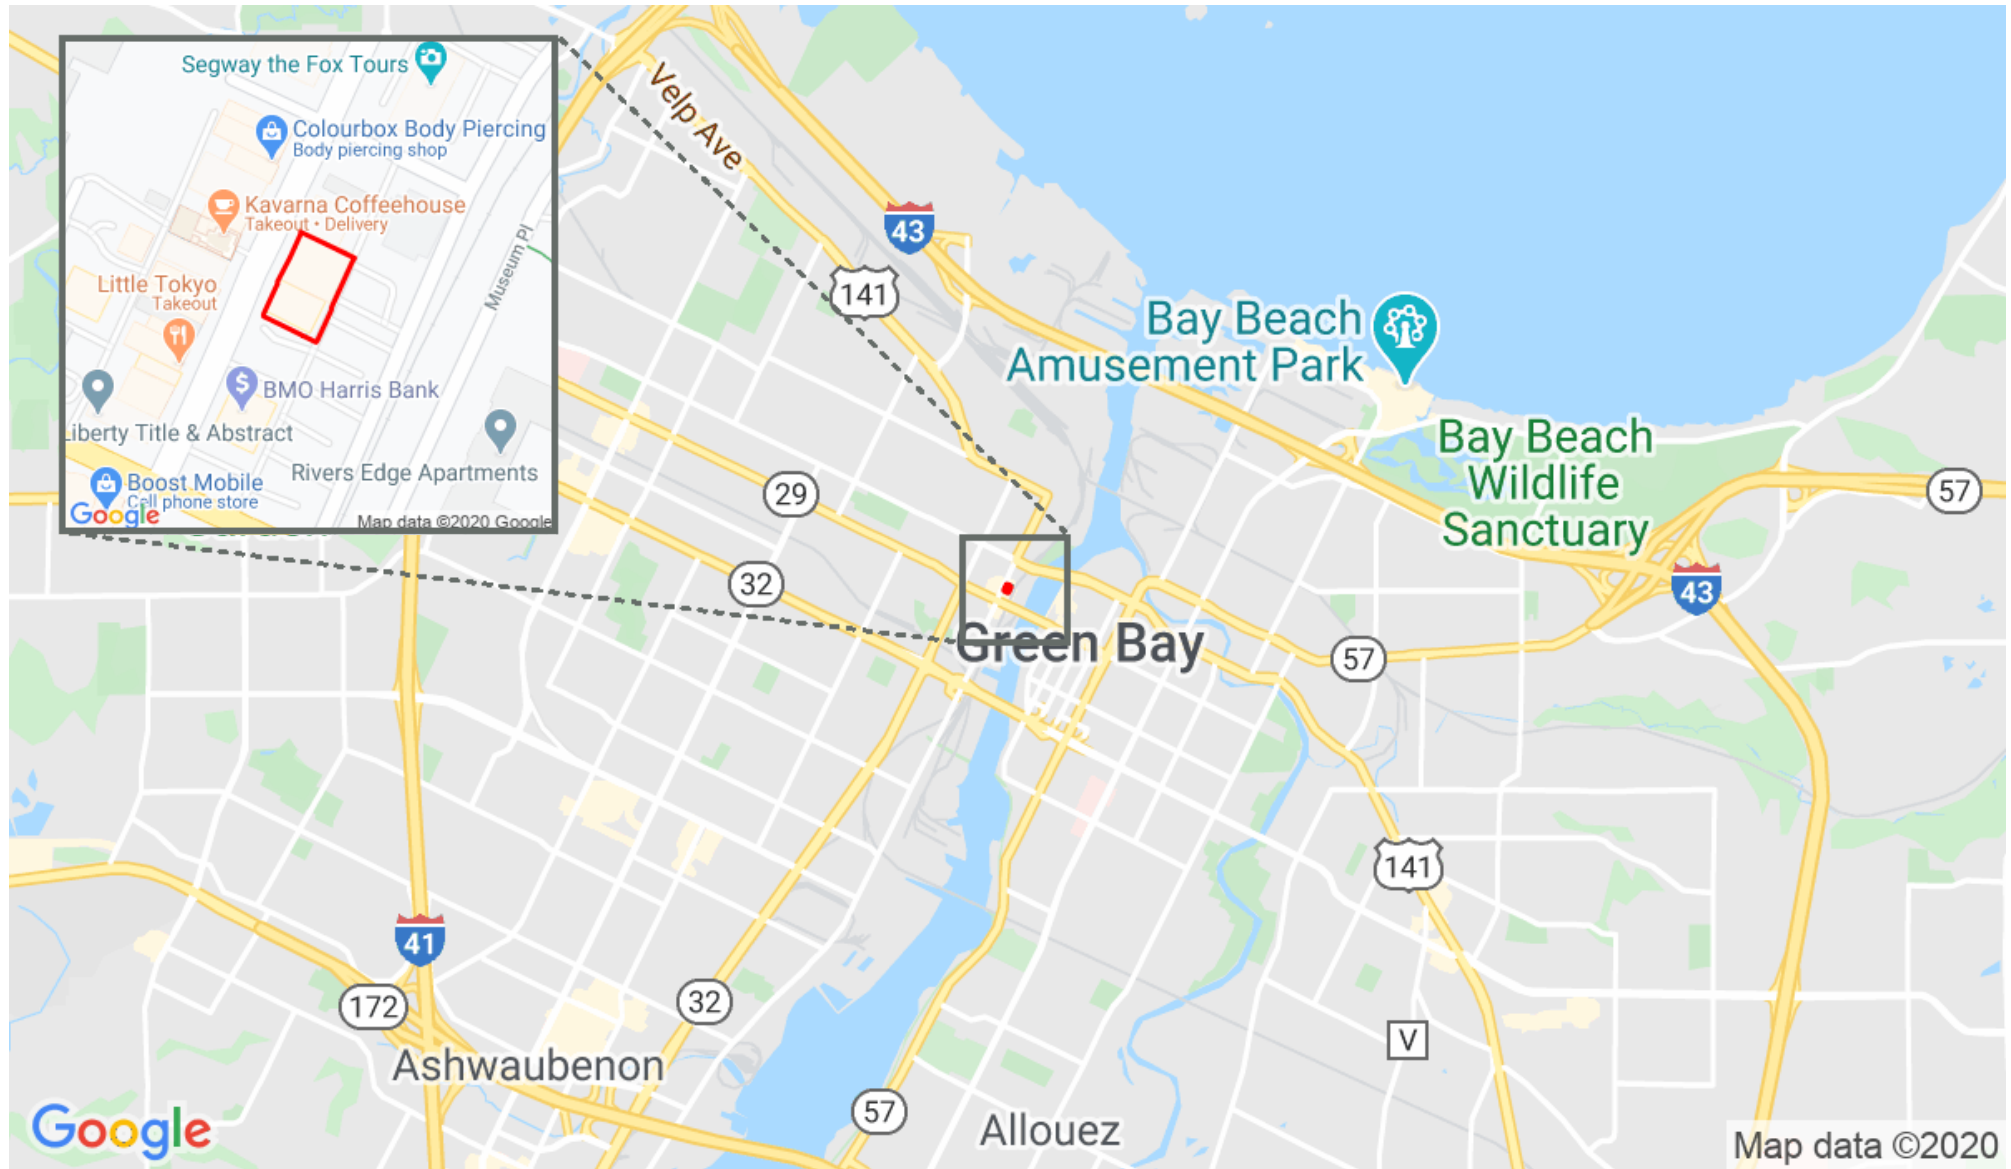 Segway the Fox Tours
Colourbox Body Piercing
Body piercing shop
Kavarna Coffeehouse
Takeout • Delivery
Museum Pl
Little Tokyo
Takeout
BMO Harris Bank
Liberty Title & Abstract
Rivers Edge Apartments
Boost Mobile
Cell phone store
Google
Map data ©2020 Google
Velp Ave
43
141
Bay Beach
Amusement Park
Bay Beach
Wildlife
Sanctuary
29
57
32
43
Green Bay
57
141
41
172
32
V
Ashwaubenon
57
Allouez
Google
Map data ©2020